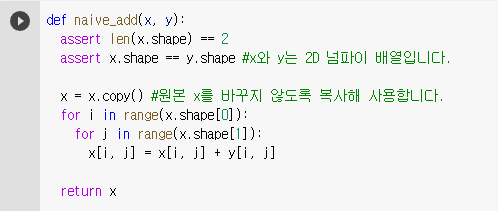 def naive_add(x, y):
  assert len(x.shape) == 2
  assert x.shape == y.shape #x와 y는 2D 넘파이 배열입니다.

  x = x.copy() #원본 x를 바꾸지 않도록 복사해 사용합니다.
  for i in range(x.shape[0]):
    for j in range(x.shape[1]):
      x[i, j] = x[i, j] + y[i, j]

  return x